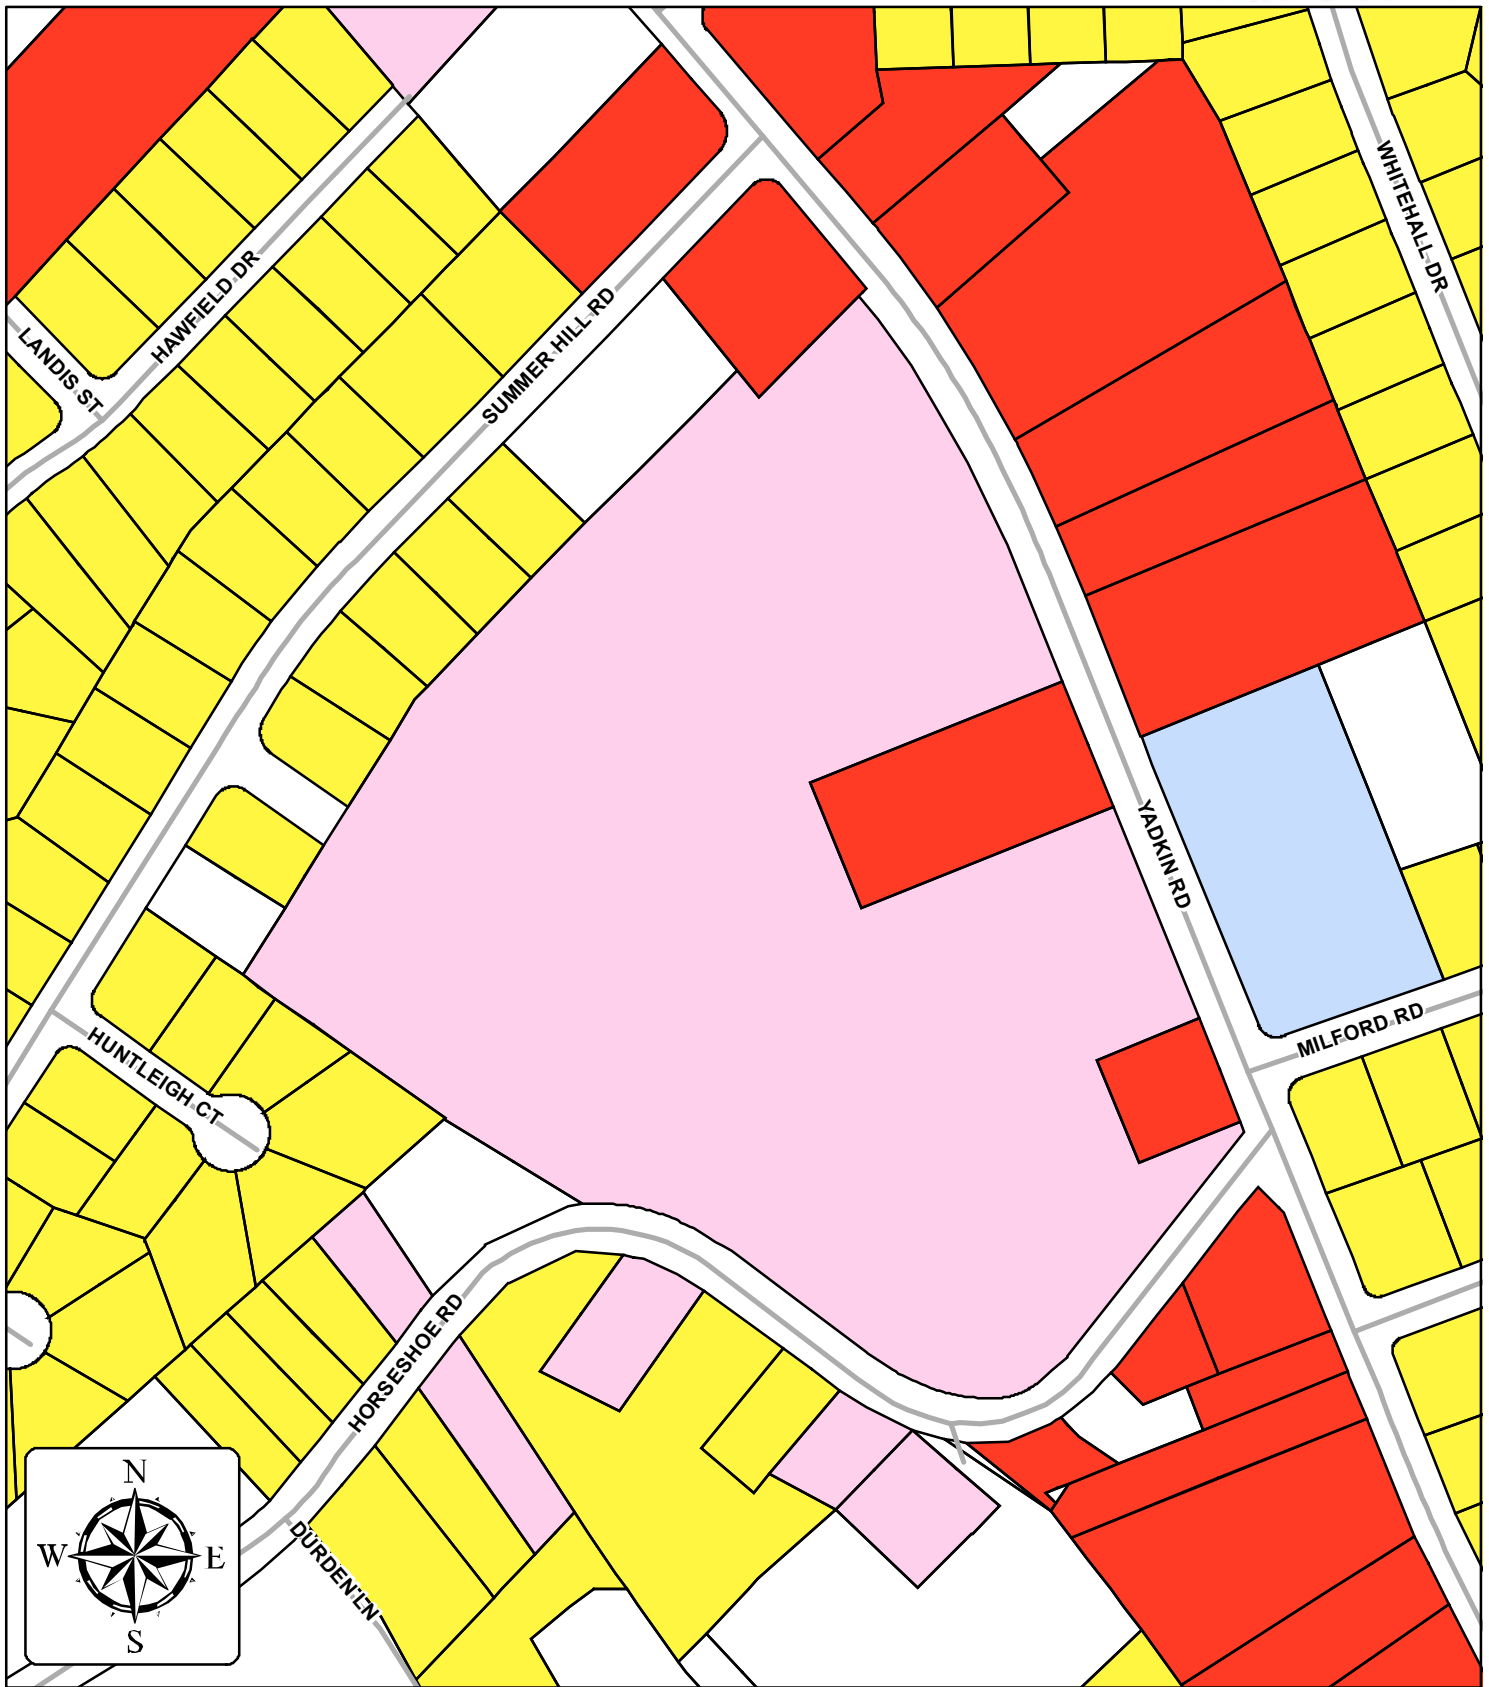 WHITEHALL DR
HAWFIELD DR
LANDIS ST
SUMMER HILL RD
YADKIN RD
MILFORD RD
HUNTLEIGH CT
HORSESHOE RD
DURDEN LN
N
W E
S